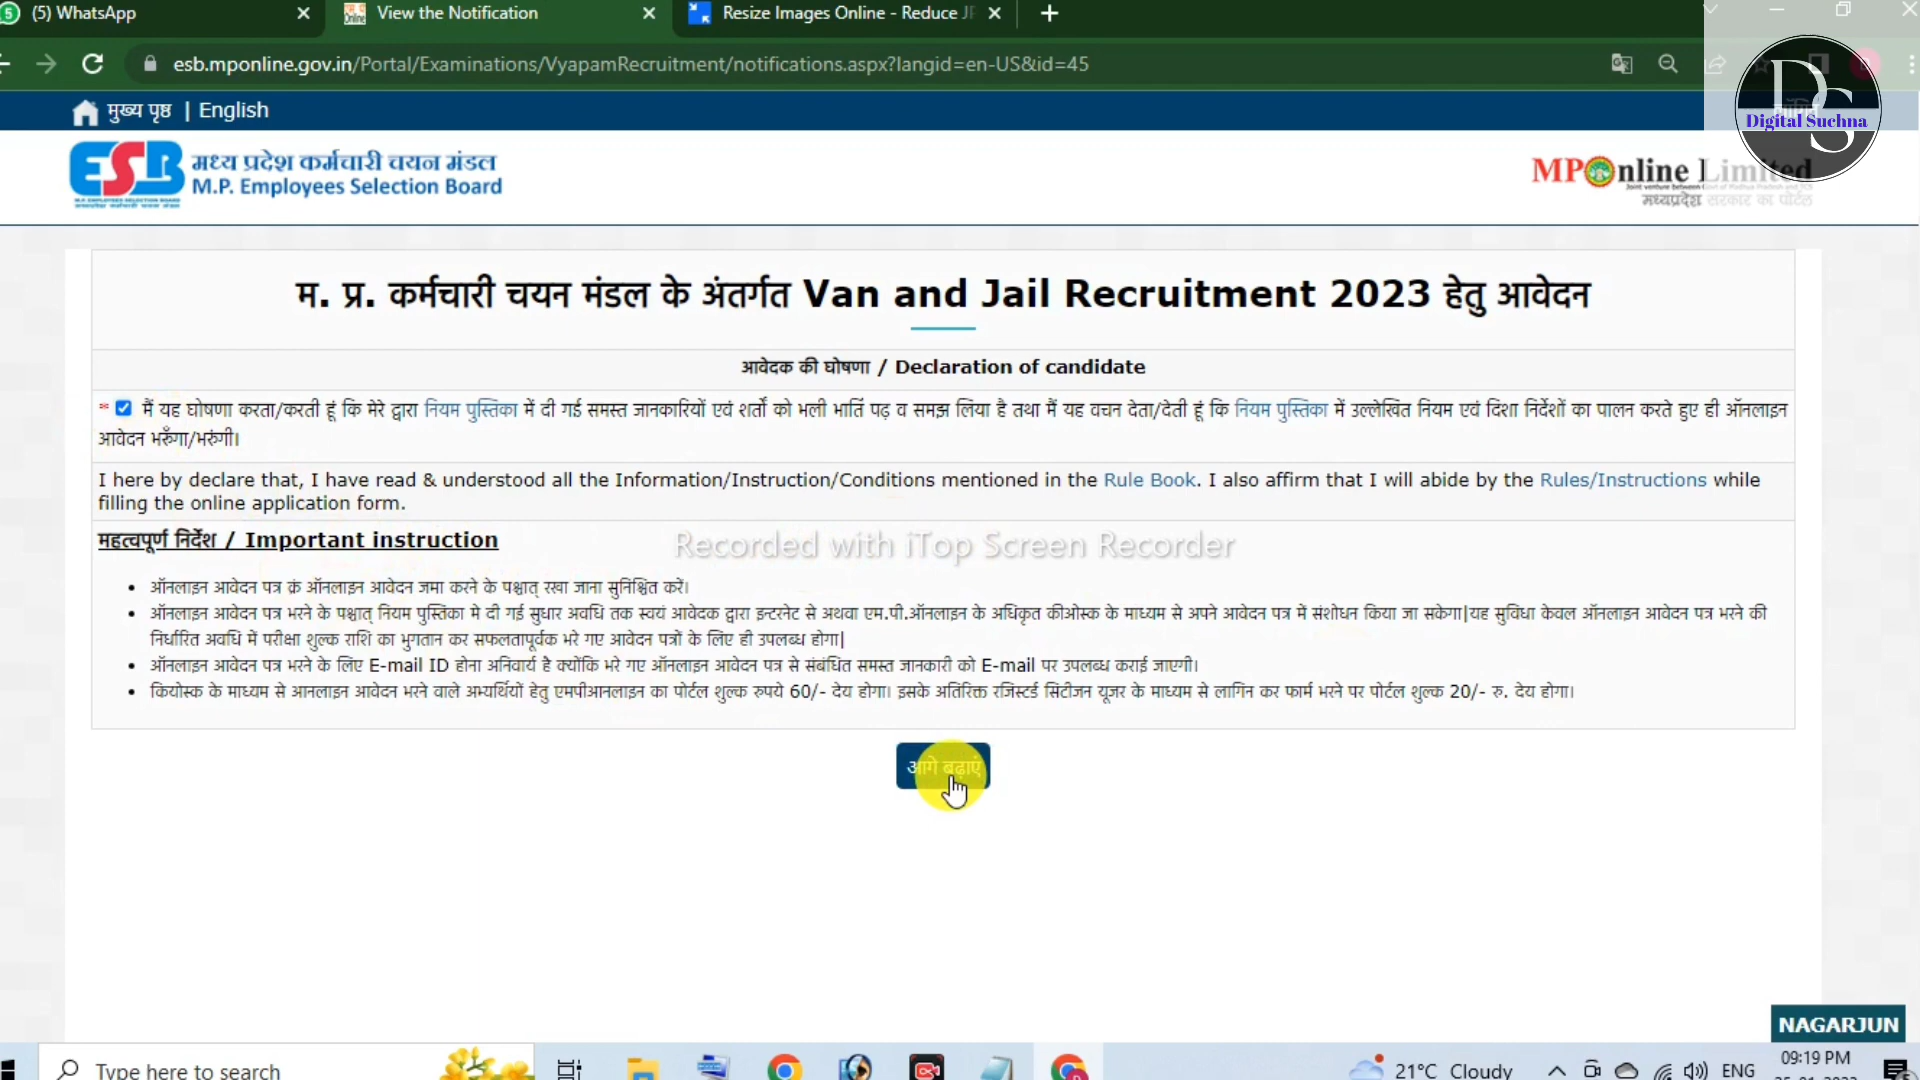 (5) WhatsApp
View the Notification
Resize Images Online - Reduce
esb.mponline.gov.in/Portal/Examinations/VyapamRecruitment/notifications.aspx?langid=en-US&id=45
मुख्य पृष्ठ | English
Digital Suchna
ESB
मध्य प्रदेश कर्मचारी चयन मंडल
M.P. Employees Selection Board
MPOnline Limited
मध्यप्रदेश सरकार का पोर्टल
म. प्र. कर्मचारी चयन मंडल के अंतर्गत Van and Jail Recruitment 2023 हेतु आवेदन
आवेदक की घोषणा / Declaration of candidate
* मैं यह घोषणा करता/करती हूं कि मेरे द्वारा नियम पुस्तिका में दी गई समस्त जानकारियों एवं शर्तों को भली भाति पढ़ व समझ लिया है तथा मैं यह वचन देता/देती हूं कि नियम पुस्तिका में उल्लेखित नियम एवं दिशा निर्देशों का पालन करते हुए ही ऑनलाइन
आवेदन भरूँगा/भरुंगी।
I here by declare that, I have read & understood all the Information/Instruction/Conditions mentioned in the Rule Book. I also affirm that I will abide by the Rules/Instructions while
filling the online application form.
महत्वपूर्ण निर्देश / Important instruction
Recorded with iTop Screen Recorder
• ऑनलाइन आवेदन पत्र क्रं ऑनलाइन आवेदन जमा करने के पश्चात् रखा जाना सुनिश्चित करें।
• ऑनलाइन आवेदन पत्र भरने के पश्चात् नियम पुस्तिका मे दी गई सुधार अवधि तक स्वयं आवेदक द्वारा इन्टरनेट से अथवा एम.पी.ऑनलाइन के अधिकृत कीओस्क के माध्यम से अपने आवेदन पत्र में संशोधन किया जा सकेगा|यह सुविधा केवल ऑनलाइन आवेदन पत्र भरने की
निर्धारित अवधि में परीक्षा शुल्क राशि का भुगतान कर सफलतापूर्वक भरे गए आवेदन पत्रों के लिए ही उपलब्ध होगा|
• ऑनलाइन आवेदन पत्र भरने के लिए E-mail ID होना अनिवार्य है क्योंकि भरे गए ऑनलाइन आवेदन पत्र से संबंधित समस्त जानकारी को E-mail पर उपलब्ध कराई जाएगी।
• कियोस्क के माध्यम से आनलाइन आवेदन भरने वाले अभ्यर्थियों हेतु एमपीआनलाइन का पोर्टल शुल्क रुपये 60/- देय होगा। इसके अतिरिक्त रजिस्टर्ड सिटीजन यूजर के माध्यम से लागिन कर फार्म भरने पर पोर्टल शुल्क 20/- रु. देय होगा।
आगे बढ़ाएं
NAGARJUN
Type here to search
21°C Cloudy
ENG
09:19 PM